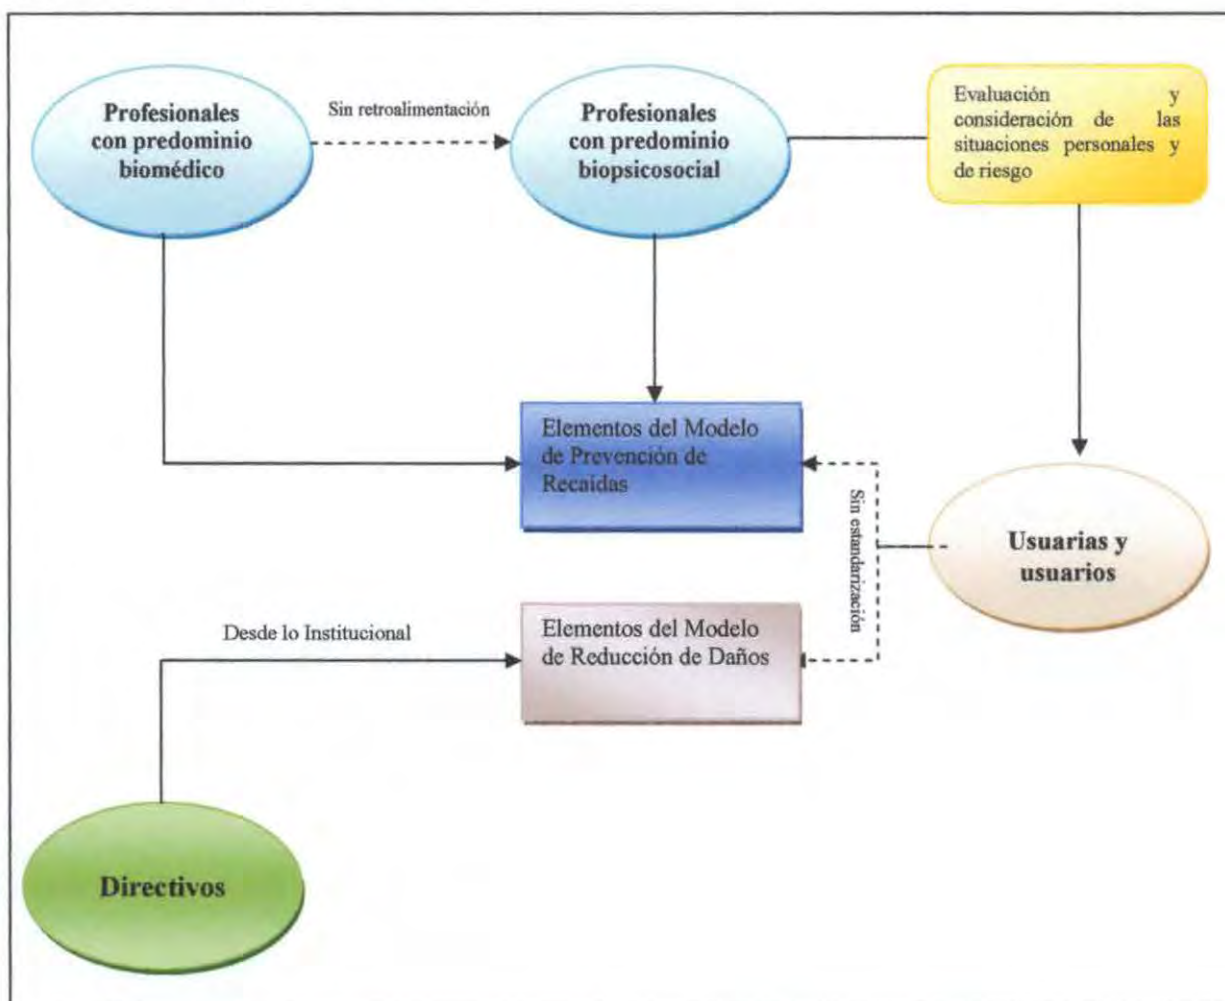 Profesionales
con predominio
biomédico
Sin retroalimentación
Profesionales
con predominio
biopsicosocial
Evaluación y
consideración de las
situaciones personales y
de riesgo
Elementos del Modelo
de Prevención de
Recaídas
Sin estandarización
Usuarias y
usuarios
Desde lo Institucional
Elementos del Modelo
de Reducción de Daños
Directivos